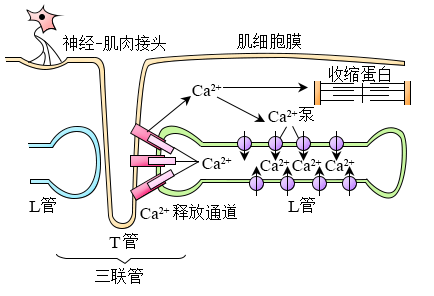 神经-肌肉接头
肌细胞膜
收缩蛋白
Ca²⁺
Ca²⁺泵
Ca²⁺
Ca²⁺ Ca²⁺ Ca²⁺
L管
Ca²⁺释放通道
L管
T管
三联管